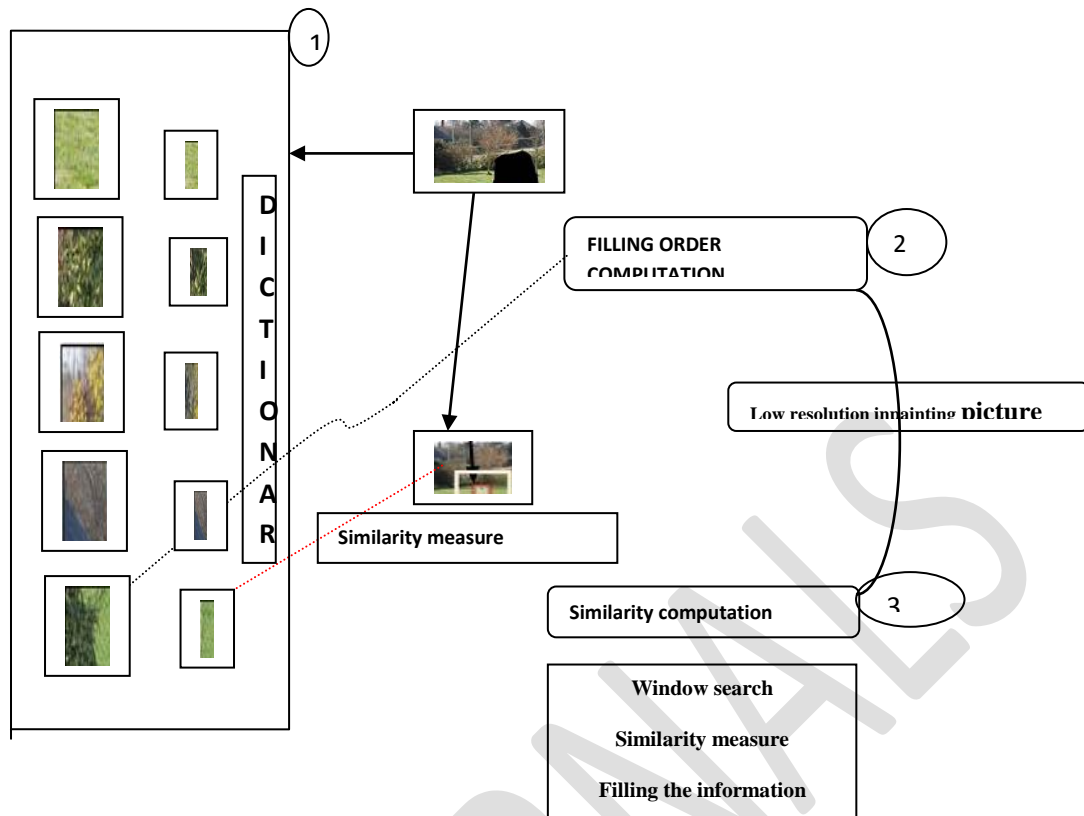 1
DICTIONAR
FILLING ORDER
COMPUTATION
2
Low resolution inpainting picture
Similarity measure
Similarity computation
3
Window search
Similarity measure
Filling the information
NALS